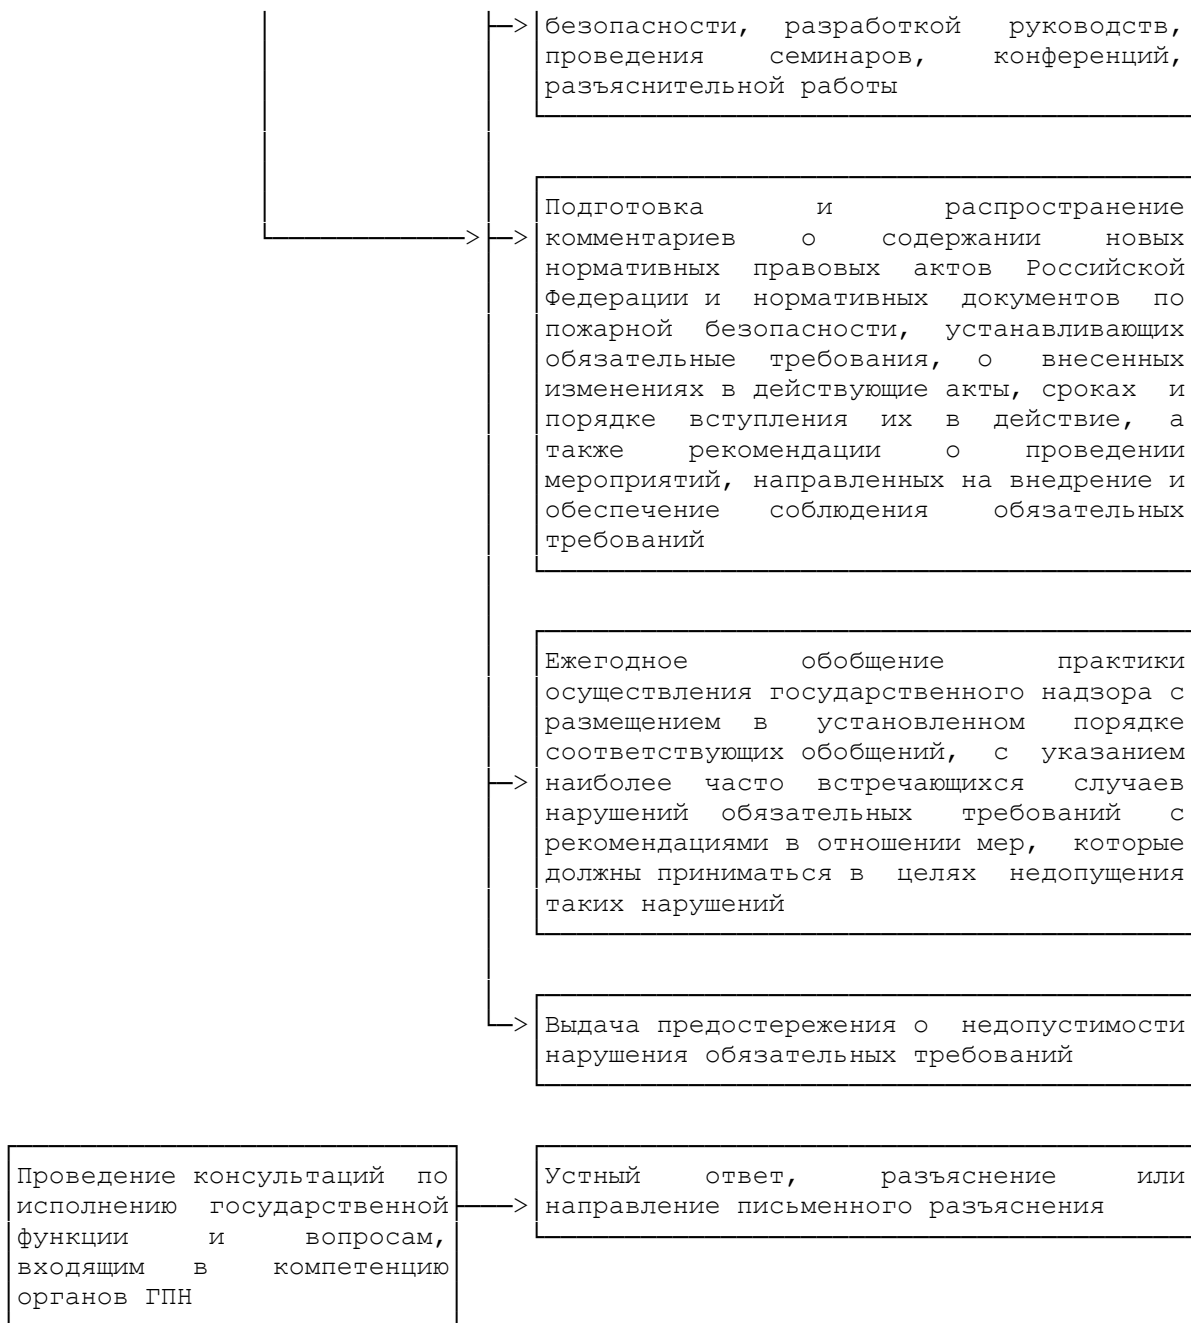 безопасности, разработкой руководств,
проведения семинаров, конференций,
разъяснительной работы
Подготовка и распространение
комментариев о содержании новых
нормативных правовых актов Российской
Федерации и нормативных документов по
пожарной безопасности, устанавливающих
обязательные требования, о внесенных
изменениях в действующие акты, сроках и
порядке вступления их в действие, а
также рекомендации о проведении
мероприятий, направленных на внедрение и
обеспечение соблюдения обязательных
требований
Ежегодное обобщение практики
осуществления государственного надзора с
размещением в установленном порядке
соответствующих обобщений, с указанием
наиболее часто встречающихся случаев
нарушений обязательных требований с
рекомендациями в отношении мер, которые
должны приниматься в целях недопущения
таких нарушений
Выдача предостережения о недопустимости
нарушения обязательных требований
Проведение консультаций по
исполнению государственной
функции и вопросам,
входящим в компетенцию
органов ГПН
Устный ответ, разъяснение или
направление письменного разъяснения